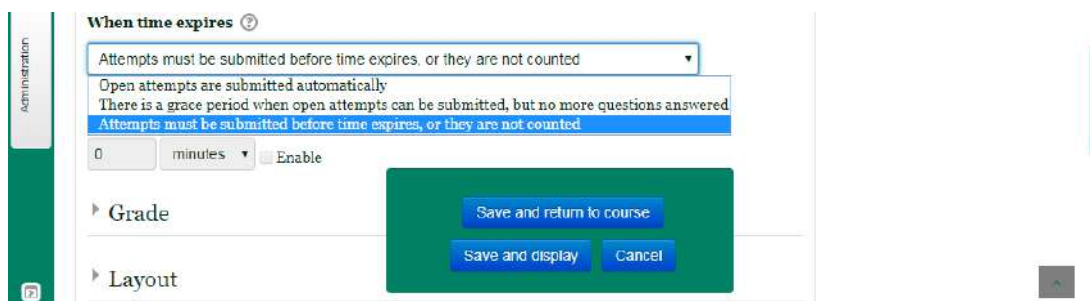 When time expires
Administration
Attempts must be submitted before time expires, or they are not counted
Open attempts are submitted automatically
There is a grace period when open attempts can be submitted, but no more questions answered
Attempts must be submitted before time expires, or they are not counted
0 minutes Enable
Grade
Save and return to course
Save and display Cancel
Layout